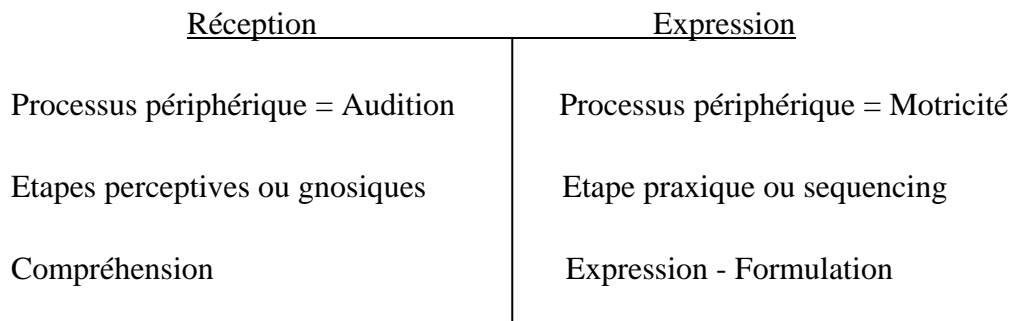 Réception Expression
Processus périphérique = Audition Processus périphérique = Motricité
Etapes perceptives ou gnosiques Etape praxique ou sequencing
Compréhension Expression - Formulation